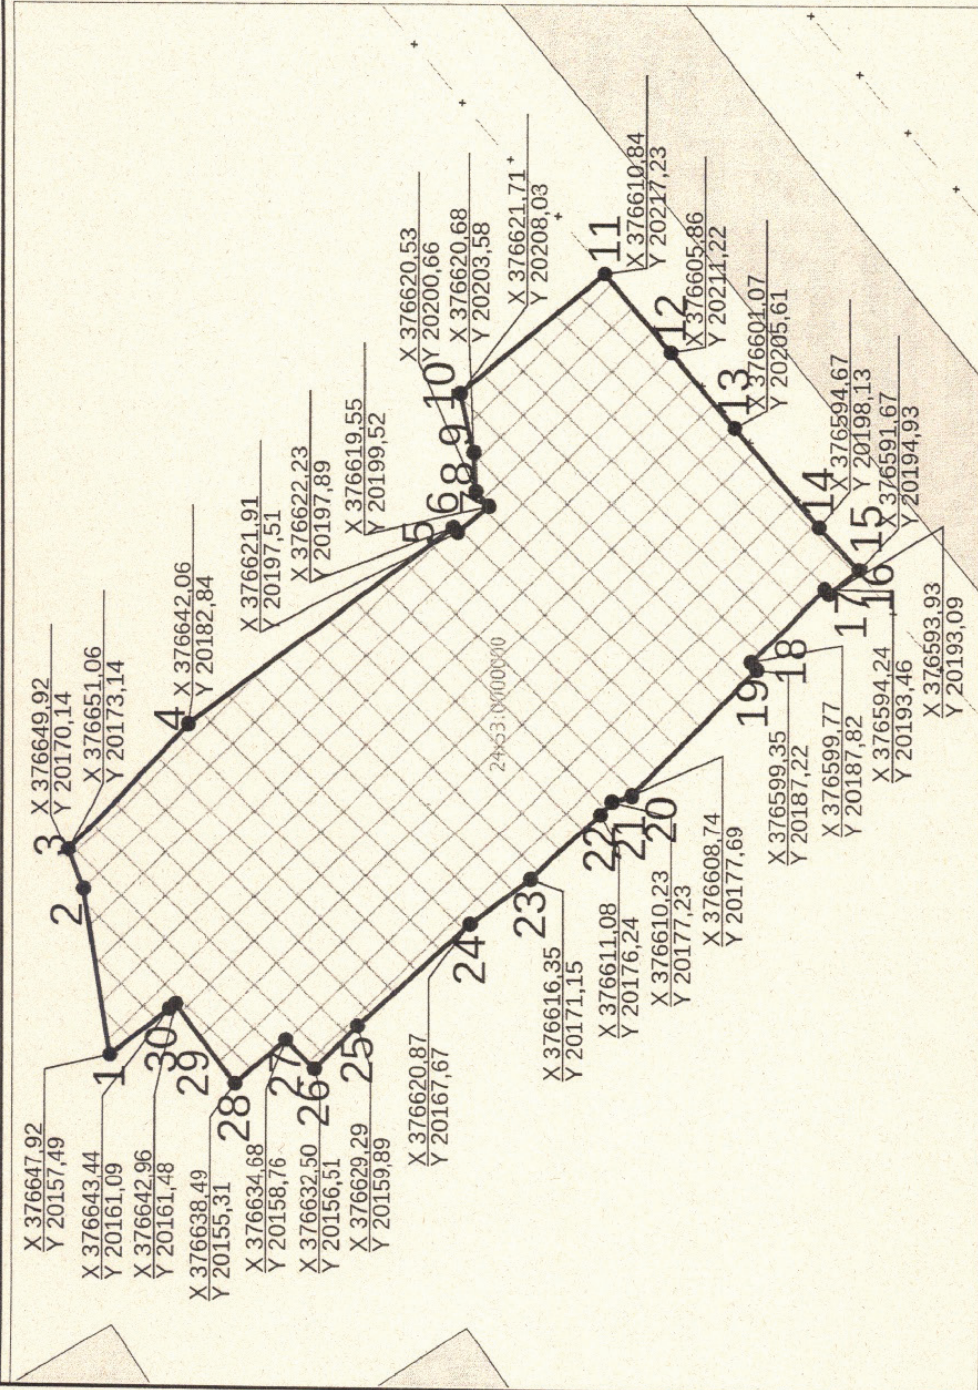 X 376649,92
Y 20170,14
X 376651,06
Y 20173,14
X 376642,06
Y 20182,84
X 376621,91
Y 20197,51
X 376622,23
Y 20197,89
X 376619,55
Y 20199,52
X 376620,53
Y 20200,66
X 376620,68
Y 20203,58
X 376621,71
Y 20208,03
X 376610,84
Y 20217,23
X 376605,86
Y 20211,22
X 376601,07
Y 20205,61
X 376594,67
Y 20198,13
X 376591,67
Y 20194,93
X 376593,93
Y 20193,09
X 376594,24
Y 20193,46
X 376599,77
Y 20187,82
X 376599,35
Y 20187,22
X 376608,74
Y 20177,69
X 376610,23
Y 20177,23
X 376611,08
Y 20176,24
X 376616,35
Y 20171,15
X 376620,87
Y 20167,67
X 376629,29
Y 20159,89
X 376632,50
Y 20156,51
X 376634,68
Y 20158,76
X 376638,49
Y 20155,31
X 376642,96
Y 20161,48
X 376643,44
Y 20161,09
X 376647,92
Y 20157,49
1
2
3
4
5
6
7
8
9
10
11
12
13
14
15
16
17
18
19
20
21
22
23
24
25
26
27
28
29
30
24:53:0000000